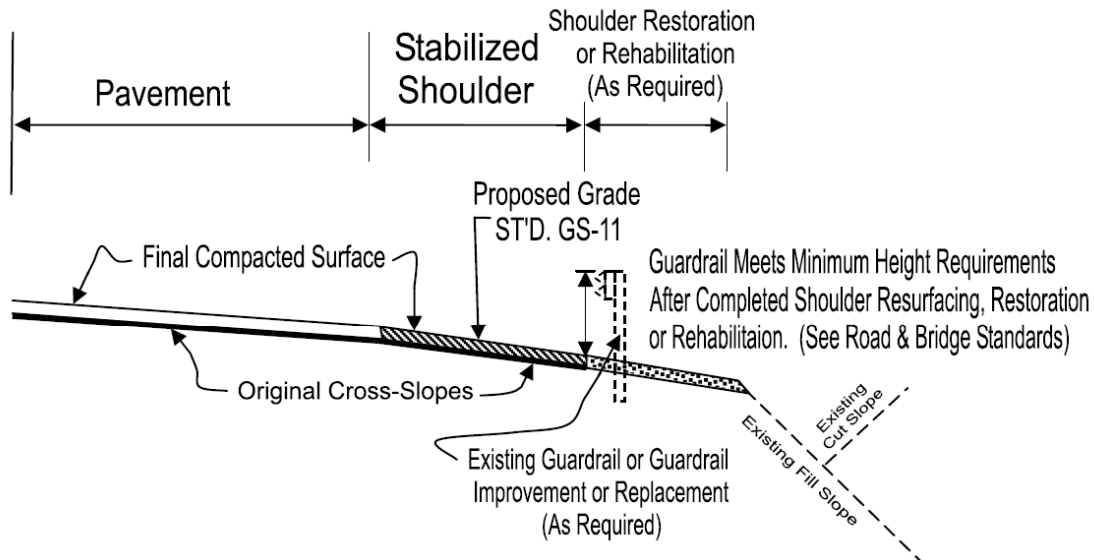 Pavement
Stabilized
Shoulder
Shoulder Restoration
or Rehabilitation
(As Required)
Proposed Grade
ST'D. GS-11
Final Compacted Surface
Guardrail Meets Minimum Height Requirements
After Completed Shoulder Resurfacing, Restoration
or Rehabilitaion. (See Road & Bridge Standards)
Original Cross-Slopes
Existing
Cut Slope
Existing Fill Slope
Existing Guardrail or Guardrail
Improvement or Replacement
(As Required)